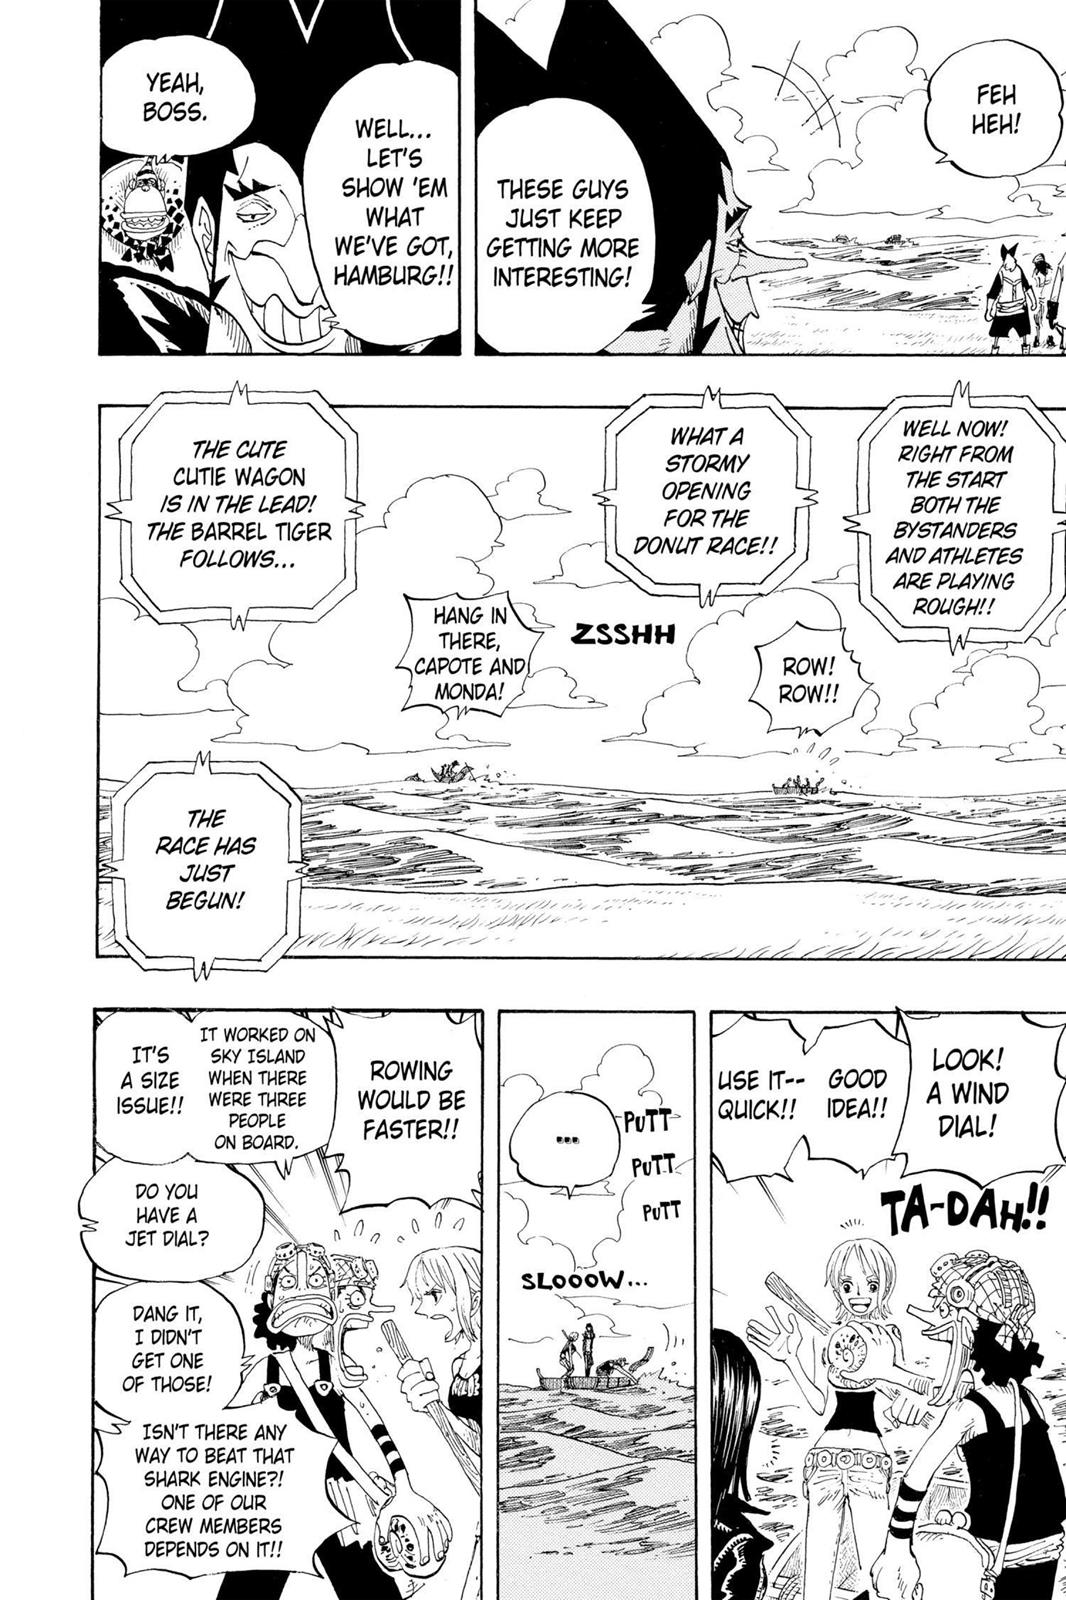 FEH
HEH!
THESE GUYS
JUST KEEP
GETTING MORE
INTERESTING!
WELL...
LET'S
SHOW 'EM
WHAT
WE'VE GOT,
HAMBURG!!
YEAH,
BOSS.
WELL NOW!
RIGHT FROM
THE START
BOTH THE
BYSTANDERS
AND ATHLETES
ARE PLAYING
ROUGH!!
WHAT A
STORMY
OPENING
FOR THE
DONUT RACE!!
ROW!
ROW!!
ZSSHH
HANG IN
THERE,
CAPOTE AND
MONDA!
THE CUTE
CUTIE WAGON
IS IN THE LEAD!
THE BARREL TIGER
FOLLOWS...
THE
RACE HAS
JUST
BEGUN!
LOOK!
A WIND
DIAL!
GOOD
IDEA!!
USE IT--
QUICK!!
TA-DAH!!
...
PUTT
PUTT
PUTT
SLOOOW...
ROWING
WOULD BE
FASTER!!
IT WORKED ON
SKY ISLAND
WHEN THERE
WERE THREE
PEOPLE
ON BOARD.
IT'S
A SIZE
ISSUE!!
DO YOU
HAVE A
JET DIAL?
DANG IT,
I DIDN'T
GET ONE
OF THOSE!
ISN'T THERE ANY
WAY TO BEAT THAT
SHARK ENGINE?!
ONE OF OUR
CREW MEMBERS
DEPENDS ON IT!!